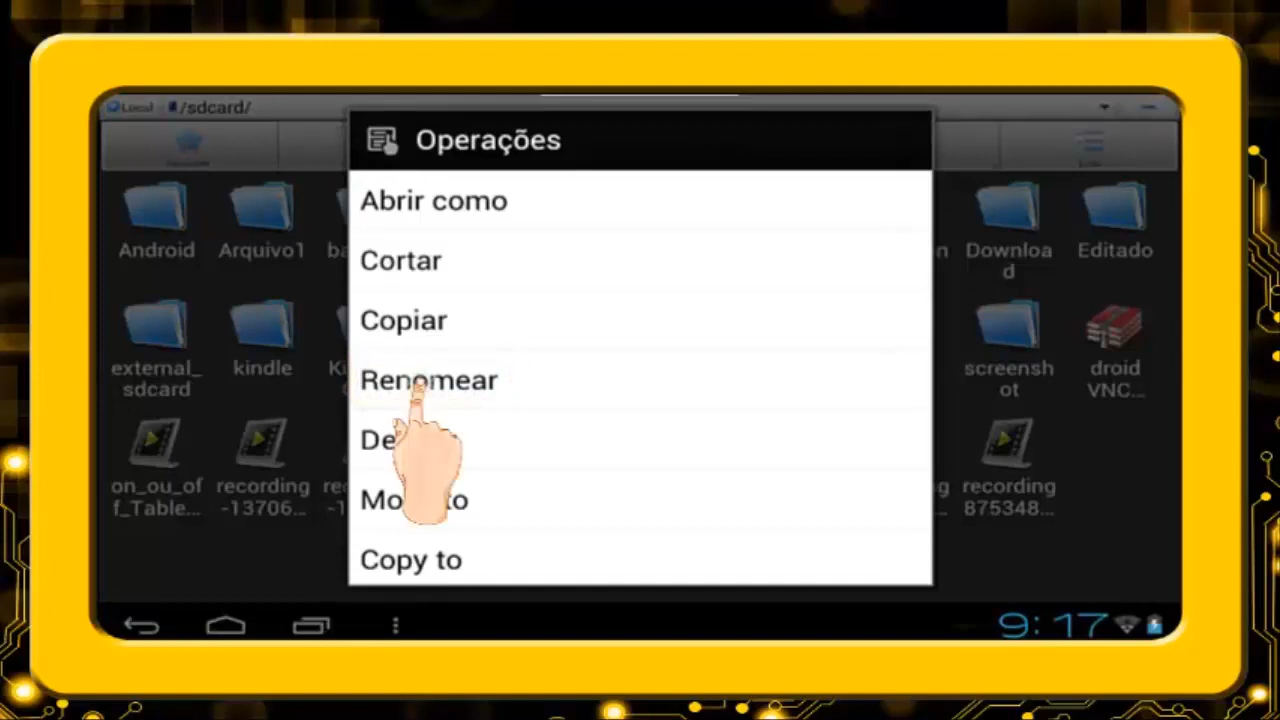 Local /sdcard/
Operações
Abrir como
Cortar
Copiar
Renomear
Copy to
Android
Arquivo1
Downloa
d
Editado
external_
sdcard
kindle
screensh
ot
droid
VNC...
on_ou_of
f_Table...
recording
-13706...
recording
875348...
9:17